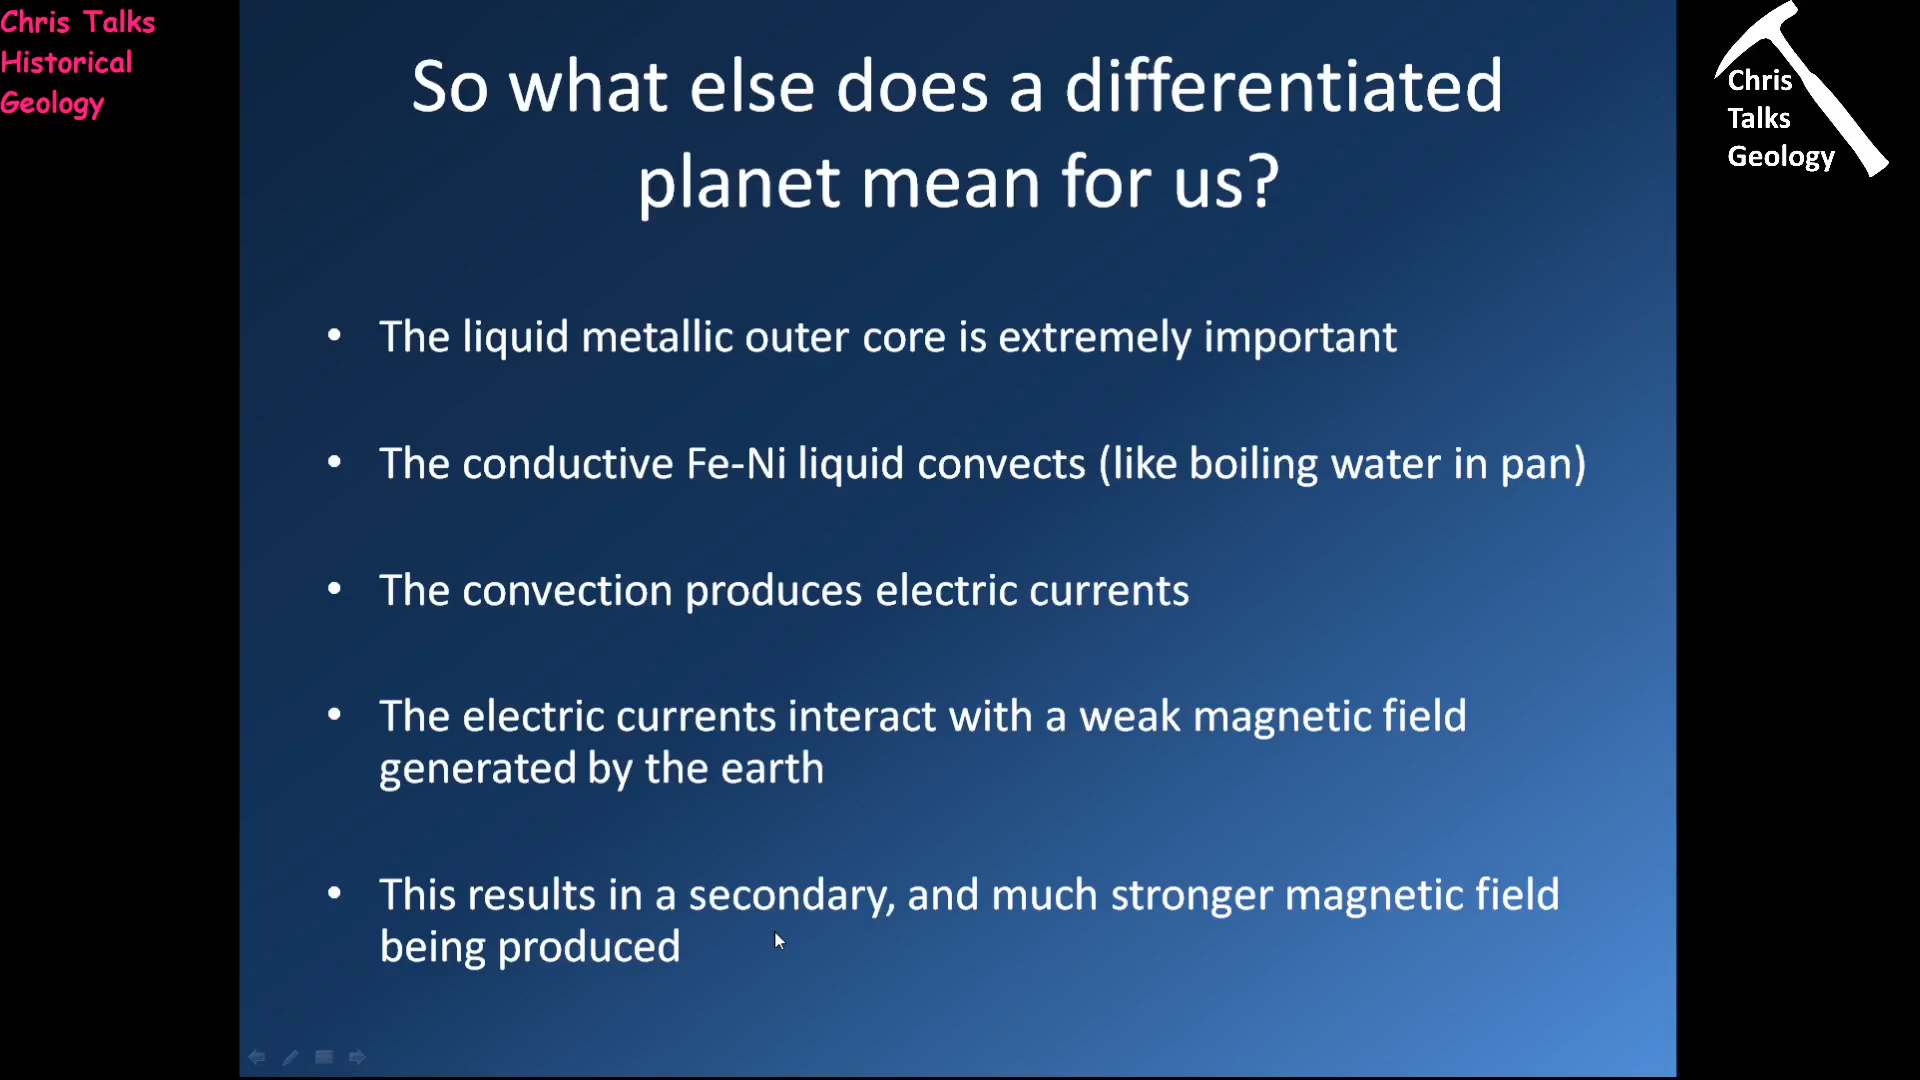 Chris Talks
Historical
Geology
Chris
Talks
Geology
So what else does a differentiated
planet mean for us?
• The liquid metallic outer core is extremely important
• The conductive Fe-Ni liquid convects (like boiling water in pan)
• The convection produces electric currents
• The electric currents interact with a weak magnetic field
generated by the earth
• This results in a secondary, and much stronger magnetic field
being produced